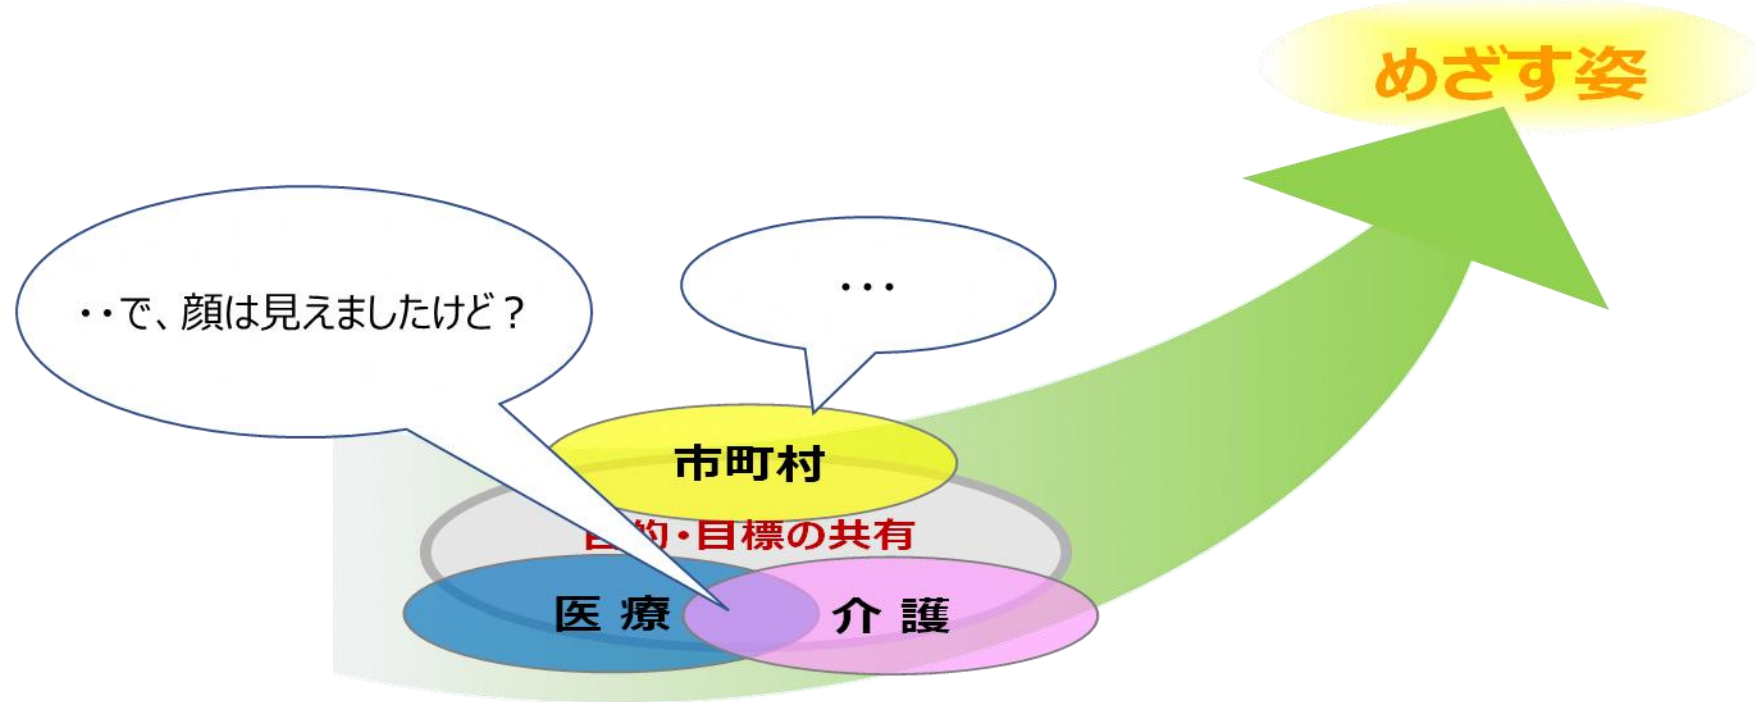 めざす姿
・・で、顔は見えましたけど？
・・・
市町村
目的・目標の共有
医 療
介 護